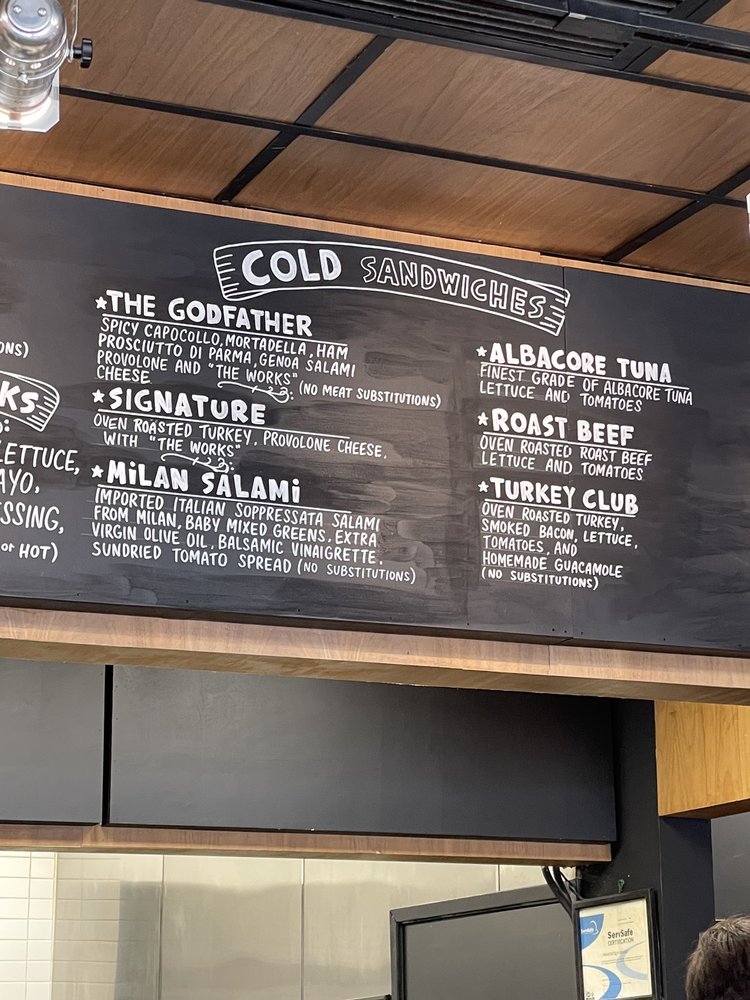 COLD SANDWICHES
★THE GODFATHER
SPICY CAPOCOLLO, MORTADELLA, HAM
PROSCIUTTO DI PARMA, GENOA SALAMI
PROVOLONE AND "THE WORKS"
CHEESE (NO MEAT SUBSTITUTIONS)
★SIGNATURE
OVEN ROASTED TURKEY, PROVOLONE CHEESE,
WITH "THE WORKS"
★MILAN SALAMI
IMPORTED ITALIAN SOPPRESSATA SALAMI
FROM MILAN, BABY MIXED GREENS, EXTRA
VIRGIN OLIVE OIL, BALSAMIC VINAIGRETTE,
SUNDRIED TOMATO SPREAD (NO SUBSTITUTIONS)
★ALBACORE TUNA
FINEST GRADE OF ALBACORE TUNA
LETTUCE AND TOMATOES
★ROAST BEEF
OVEN ROASTED ROAST BEEF
LETTUCE AND TOMATOES
★TURKEY CLUB
OVEN ROASTED TURKEY,
SMOKED BACON, LETTUCE,
TOMATOES, AND
HOMEMADE GUACAMOLE
(NO SUBSTITUTIONS)
ONS)
KS
LETTUCE,
AYO,
SSING,
or HOT)
ServSafe
CERTIFICATION